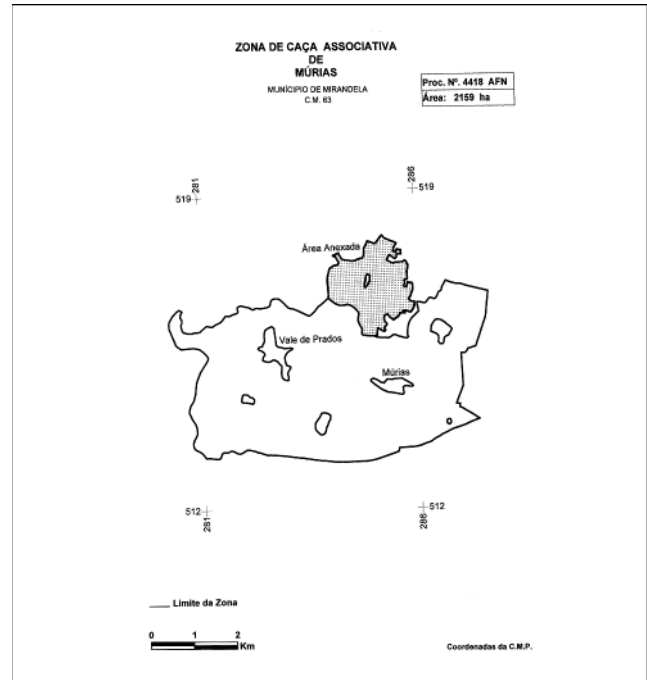 ZONA DE CAÇA ASSOCIATIVA
DE
MÚRIAS
MUNÍCIPIO DE MIRANDELA
C.M. 63
Proc. Nº. 4418 AFN
Área: 2159 ha
281
519
286
519
Área Anexada
Vale de Prados
Múrias
512
281
512
286
Limite da Zona
0 1 2
Km
Coordenadas da C.M.P.